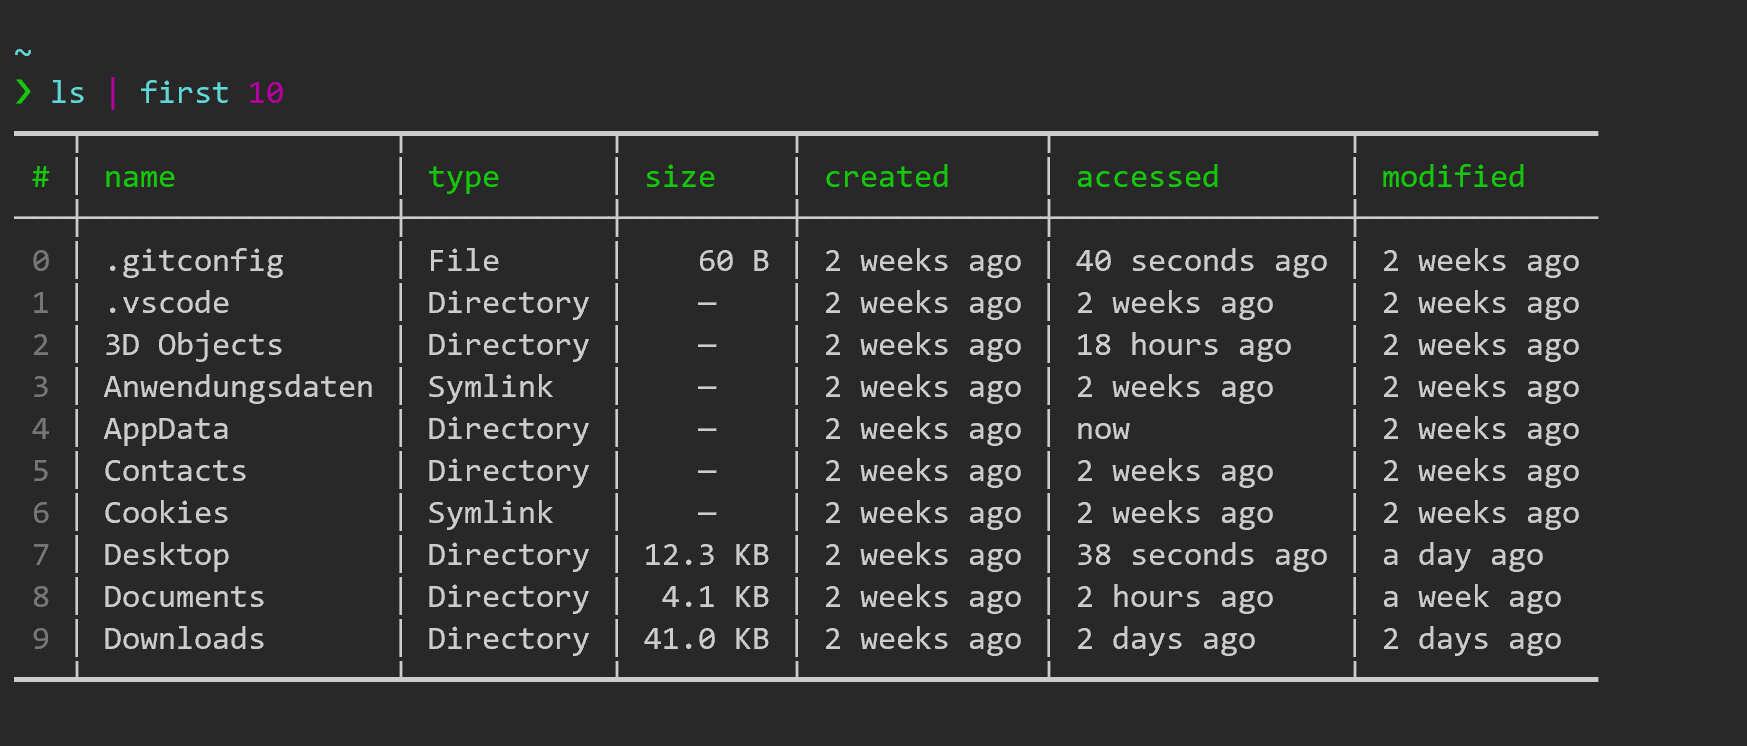 ~
❯ ls | first 10
# name type size created accessed modified
0 .gitconfig File 60 B 2 weeks ago 40 seconds ago 2 weeks ago
1 .vscode Directory — 2 weeks ago 2 weeks ago 2 weeks ago
2 3D Objects Directory — 2 weeks ago 18 hours ago 2 weeks ago
3 Anwendungsdaten Symlink — 2 weeks ago 2 weeks ago 2 weeks ago
4 AppData Directory — 2 weeks ago now 2 weeks ago
5 Contacts Directory — 2 weeks ago 2 weeks ago 2 weeks ago
6 Cookies Symlink — 2 weeks ago 2 weeks ago 2 weeks ago
7 Desktop Directory 12.3 KB 2 weeks ago 38 seconds ago a day ago
8 Documents Directory 4.1 KB 2 weeks ago 2 hours ago a week ago
9 Downloads Directory 41.0 KB 2 weeks ago 2 days ago 2 days ago